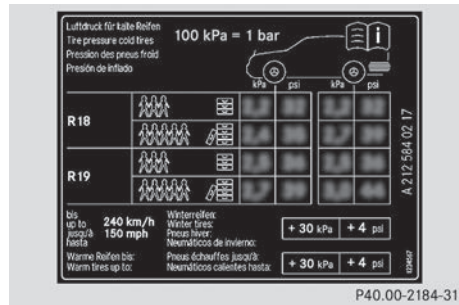 Luftdruck für kalte Reifen
Tire pressure cold tires
Pression des pneus froid
Presión de inflado
100 kPa = 1 bar
kPa psi kPa psi
R18
R19
bis
up to
jusqu'à
hasta
240 km/h
150 mph
Winterreifen:
Winter tires:
Pneus hiver:
Neumáticos de invierno:
+ 30 kPa + 4 psi
Warme Reifen bis:
Warm tires up to:
Pneus échauffés jusqu'à:
Neumáticos calientes hasta:
+ 30 kPa + 4 psi
A 212 584 02 17
1234567
P40.00-2184-31